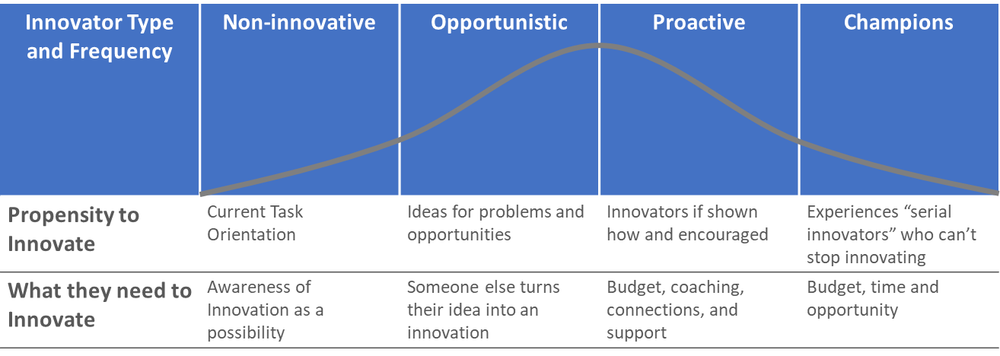 Innovator Type
and Frequency
Non-innovative
Opportunistic
Proactive
Champions
Propensity to
Innovate
Current Task
Orientation
Ideas for problems and
opportunities
Innovators if shown
how and encouraged
Experiences “serial
innovators” who can’t
stop innovating
What they need to
Innovate
Awareness of
Innovation as a
possibility
Someone else turns
their idea into an
innovation
Budget, coaching,
connections, and
support
Budget, time and
opportunity